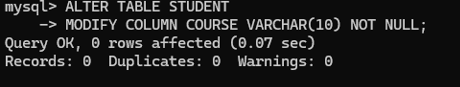 mysql> ALTER TABLE STUDENT
    -> MODIFY COLUMN COURSE VARCHAR(10) NOT NULL;
Query OK, 0 rows affected (0.07 sec)
Records: 0  Duplicates: 0  Warnings: 0